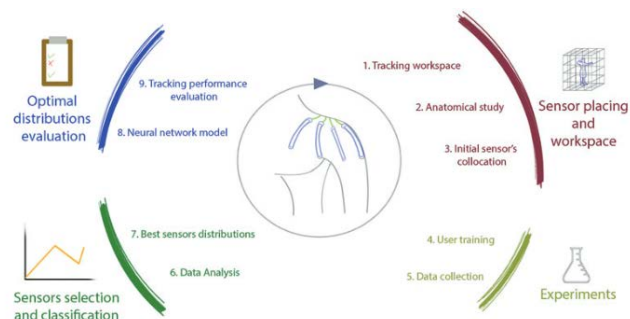 1. Tracking workspace
2. Anatomical study
3. Initial sensor's
collocation
Sensor placing
and
workspace
4. User training
5. Data collection
Experiments
7. Best sensors distributions
6. Data Analysis
Sensors selection
and classification
9. Tracking performance
evaluation
8. Neural network model
Optimal
distributions
evaluation